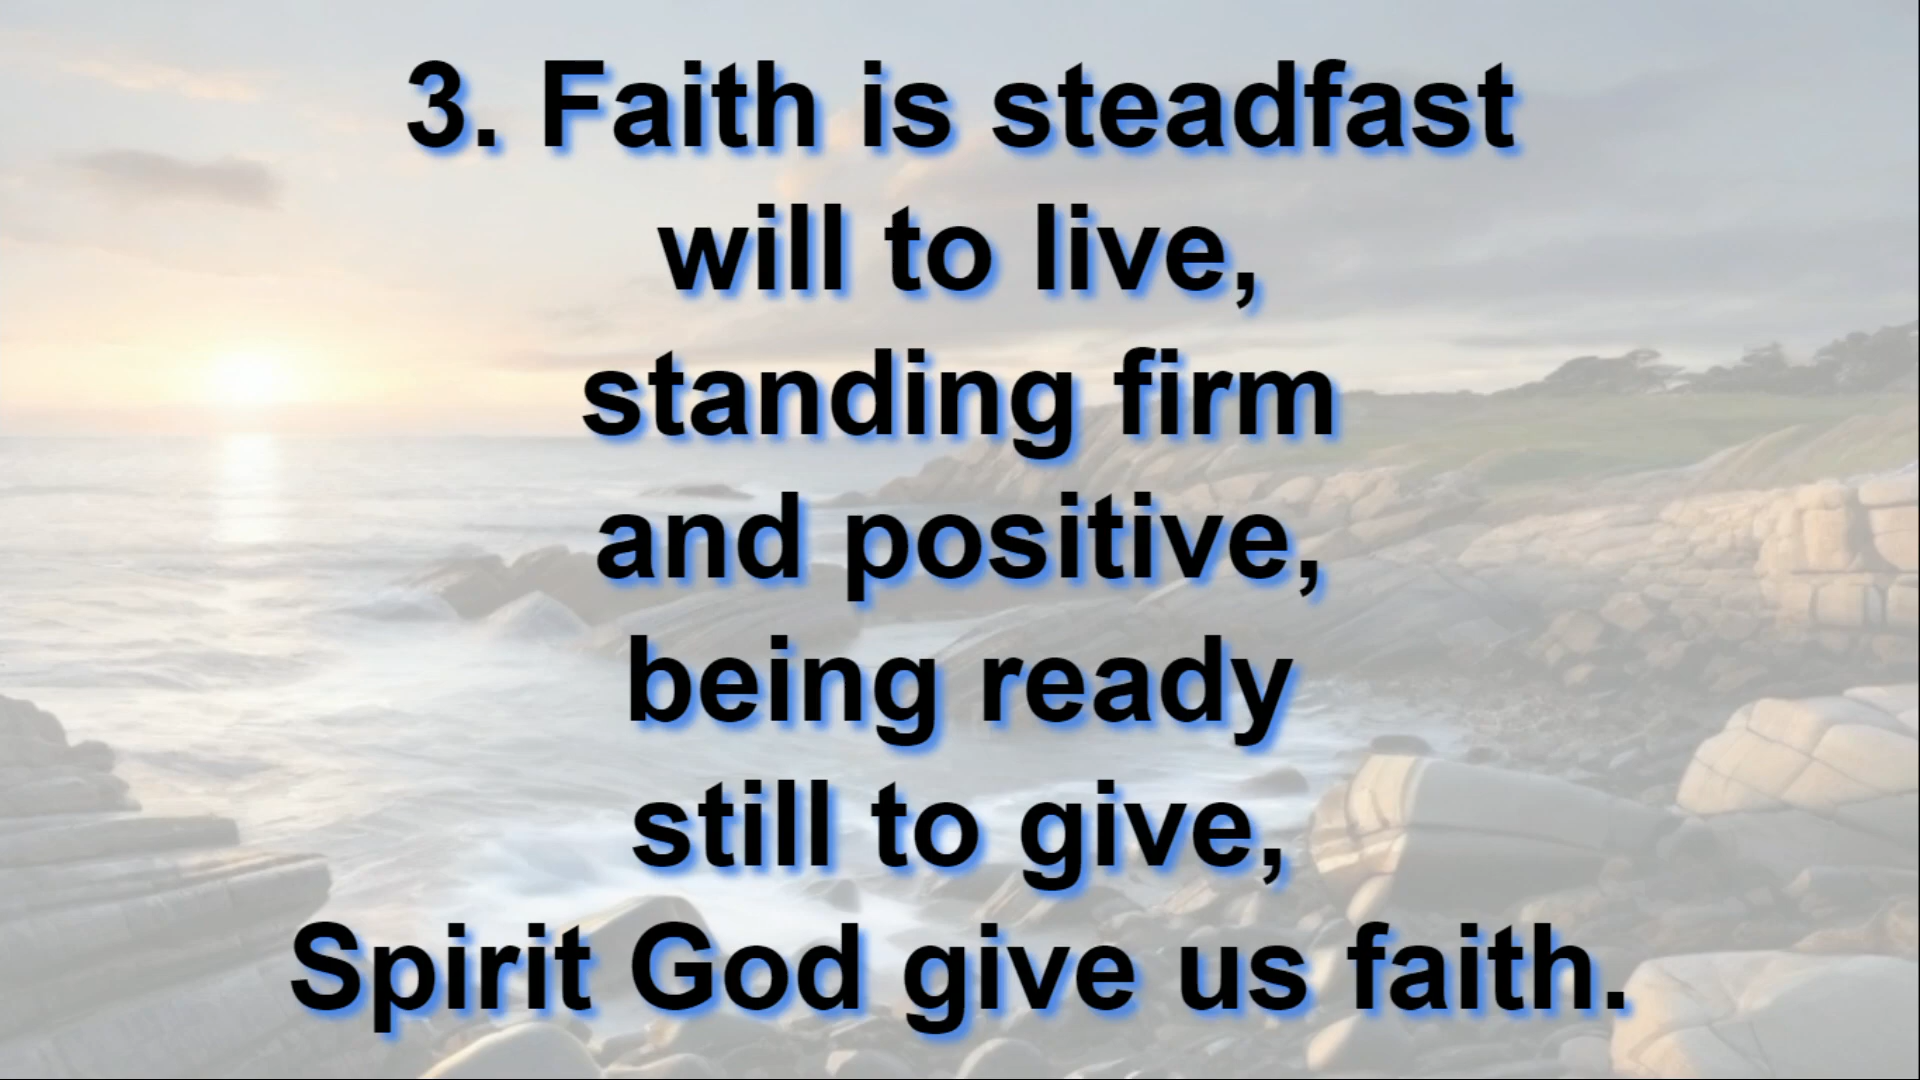 3. Faith is steadfast
will to live,
standing firm
and positive,
being ready
still to give,
Spirit God give us faith.